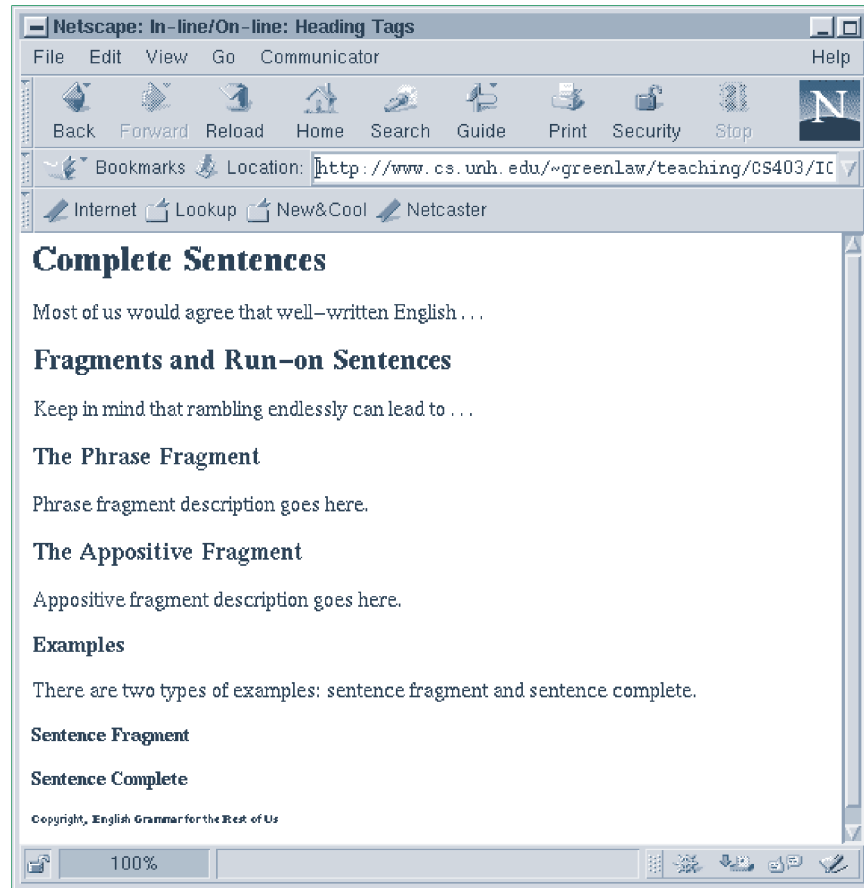 Netscape: In-line/On-line: Heading Tags
File Edit View Go Communicator Help
N
Back Forward Reload Home Search Guide Print Security Stop
Bookmarks Location: http://www.cs.unh.edu/~greenlaw/teaching/CS403/IO
Internet Lookup New&Cool Netcaster
Complete Sentences
Most of us would agree that well-written English . . .
Fragments and Run-on Sentences
Keep in mind that rambling endlessly can lead to . . .
The Phrase Fragment
Phrase fragment description goes here.
The Appositive Fragment
Appositive fragment description goes here.
Examples
There are two types of examples: sentence fragment and sentence complete.
Sentence Fragment
Sentence Complete
Copyright, English Grammar for the Rest of Us
100%